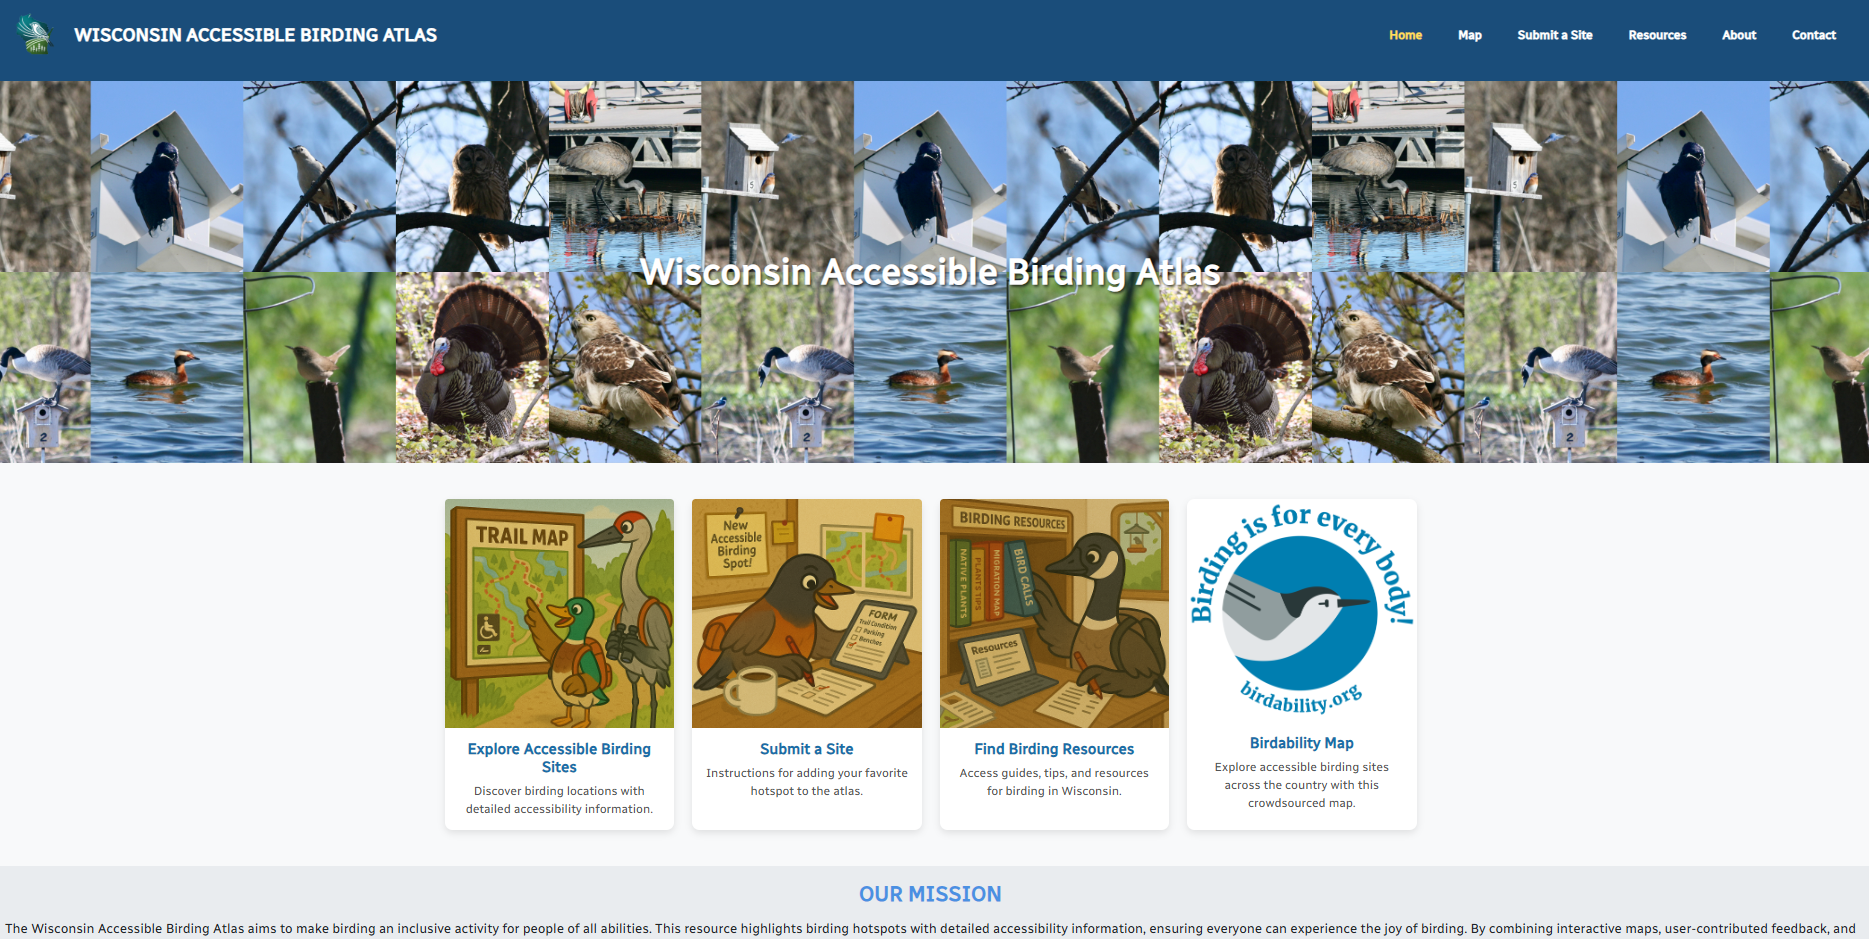 WISCONSIN ACCESSIBLE BIRDING ATLAS
Home Map Submit a Site Resources About Contact
5
5
Wisconsin Accessible Birding Atlas
2
2
2
TRAIL MAP
New
Accessible
Birding
Spot!
FORM
Trail Condition
Parking
Benches
BIRDING RESOURCES
NATIVE PLANTS
PLANTS TIPS
MIGRATION MAP
BIRD CALLS
Resources
Birding is for every body!
birdability.org
Explore Accessible Birding
Sites
Discover birding locations with
detailed accessibility information.
Submit a Site
Instructions for adding your favorite
hotspot to the atlas.
Find Birding Resources
Access guides, tips, and resources
for birding in Wisconsin.
Birdability Map
Explore accessible birding sites
across the country with this
crowdsourced map.
OUR MISSION
The Wisconsin Accessible Birding Atlas aims to make birding an inclusive activity for people of all abilities. This resource highlights birding hotspots with detailed accessibility information, ensuring everyone can experience the joy of birding. By combining interactive maps, user-contributed feedback, and